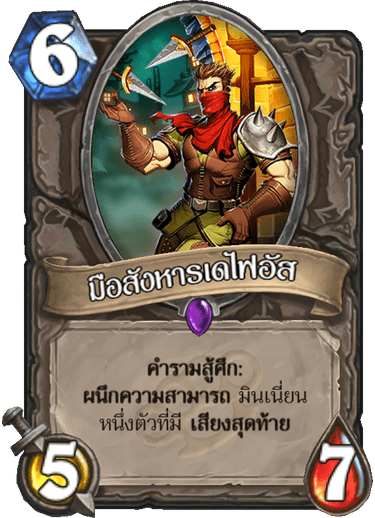 6
มือสังหารเดไฟอัส
คำรามสู้ศึก:
ผนึกความสามารถ มินเนี่ยน
หนึ่งตัวที่มี เสียงสุดท้าย
5
7